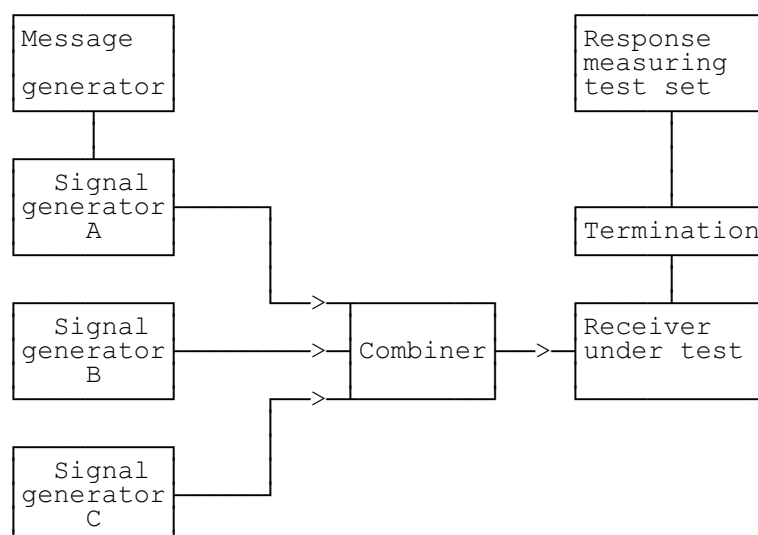 Message
generator
Response
measuring
test set
Signal
generator
A
Termination
Signal
generator
B
Combiner
Receiver
under test
Signal
generator
C